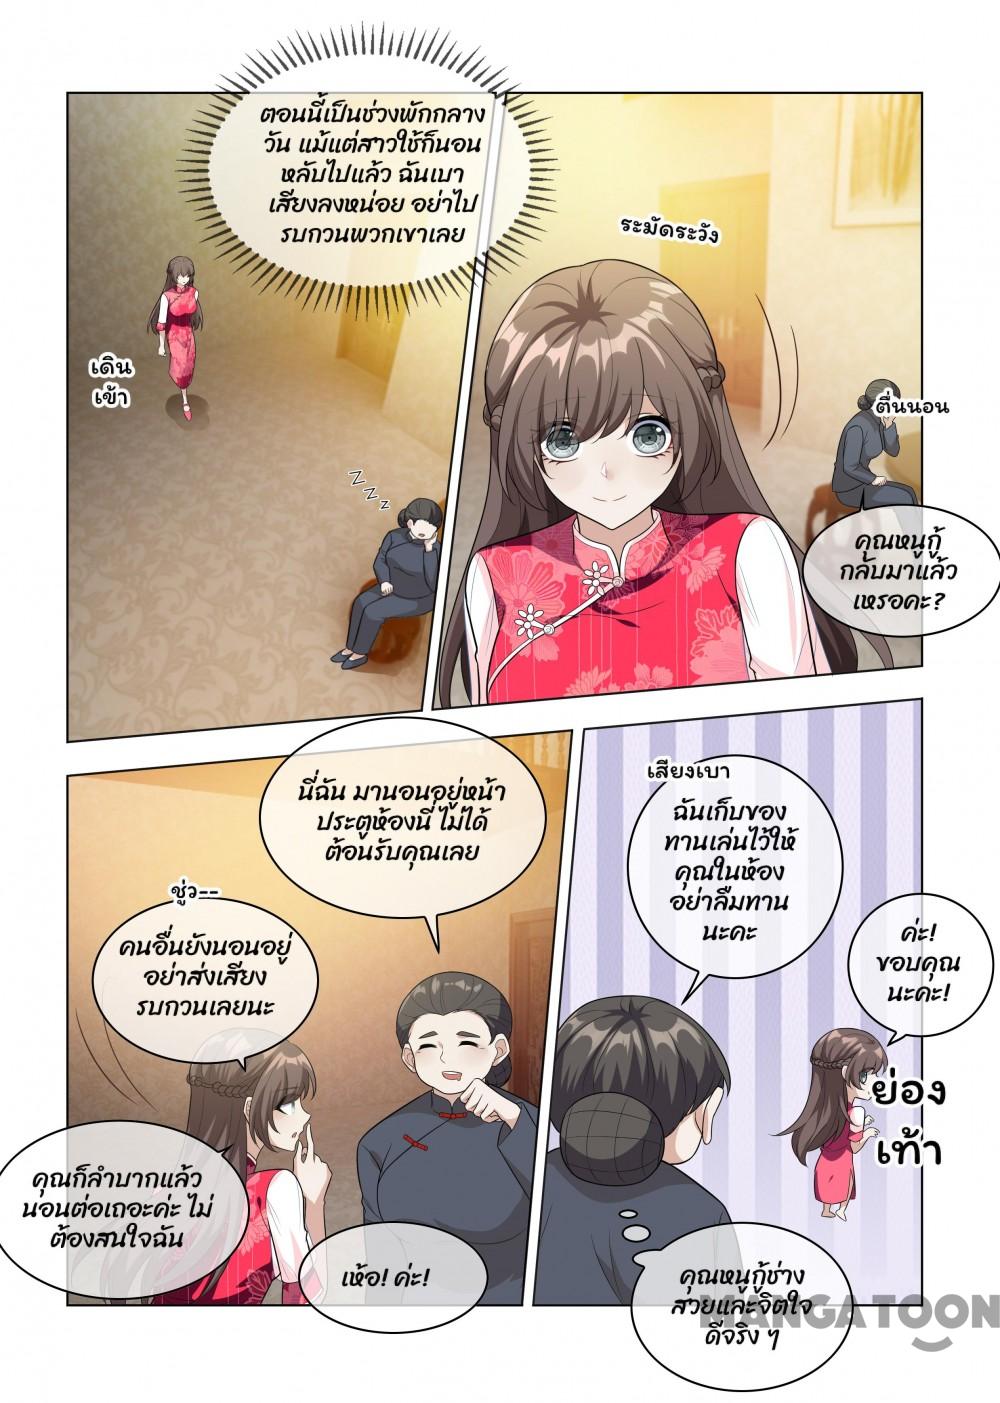 ตอนนี้เป็นช่วงพักกลาง
วัน แม้แต่สาวใช้ก็นอน
หลับไปแล้ว ฉันเบา
เสียงลงหน่อย อย่าไป
รบกวนพวกเขาเลย
เดิน
เข้า
Z Z Z
ระมัดระวัง
ตื่นนอน
คุณหนูกู้
กลับมาแล้ว
เหรอคะ?
นี่ฉัน มานอนอยู่หน้า
ประตูห้องนี่ ไม่ได้
ต้อนรับคุณเลย
ชู่ว--
คนอื่นยังนอนอยู่
อย่าส่งเสียง
รบกวนเลยนะ
คุณก็ลำบากแล้ว
นอนต่อเถอะค่ะ ไม่
ต้องสนใจฉัน
เห้อ! ค่ะ!
เสียงเบา
ฉันเก็บของ
ทานเล่นไว้ให้
คุณในห้อง
อย่าลืมทาน
นะคะ
ค่ะ!
ขอบคุณ
นะคะ!
ย่อง
เท้า
คุณหนูกู้ช่าง
สวยและจิตใจ
ดีจริง ๆ
MANGATOON